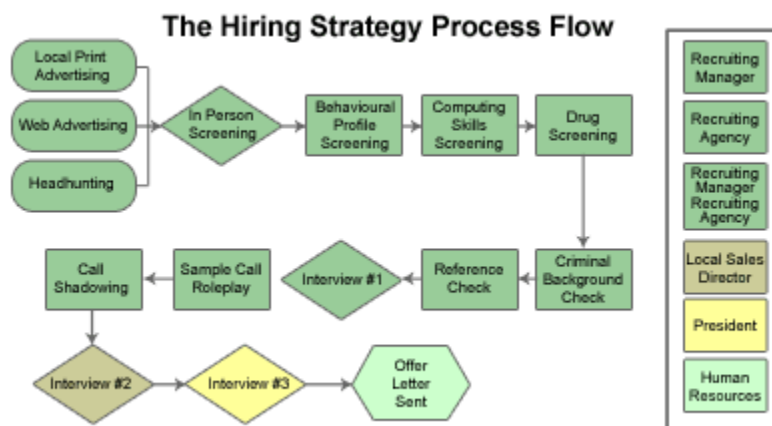 The Hiring Strategy Process Flow
Local Print
Advertising
Web Advertising
Headhunting
In Person
Screening
Behavioural
Profile
Screening
Computing
Skills
Screening
Drug
Screening
Call
Shadowing
Sample Call
Roleplay
Interview #1
Reference
Check
Criminal
Background
Check
Interview #2
Interview #3
Offer
Letter
Sent
Recruiting
Manager
Recruiting
Agency
Recruiting
Manager
Recruiting
Agency
Local Sales
Director
President
Human
Resources